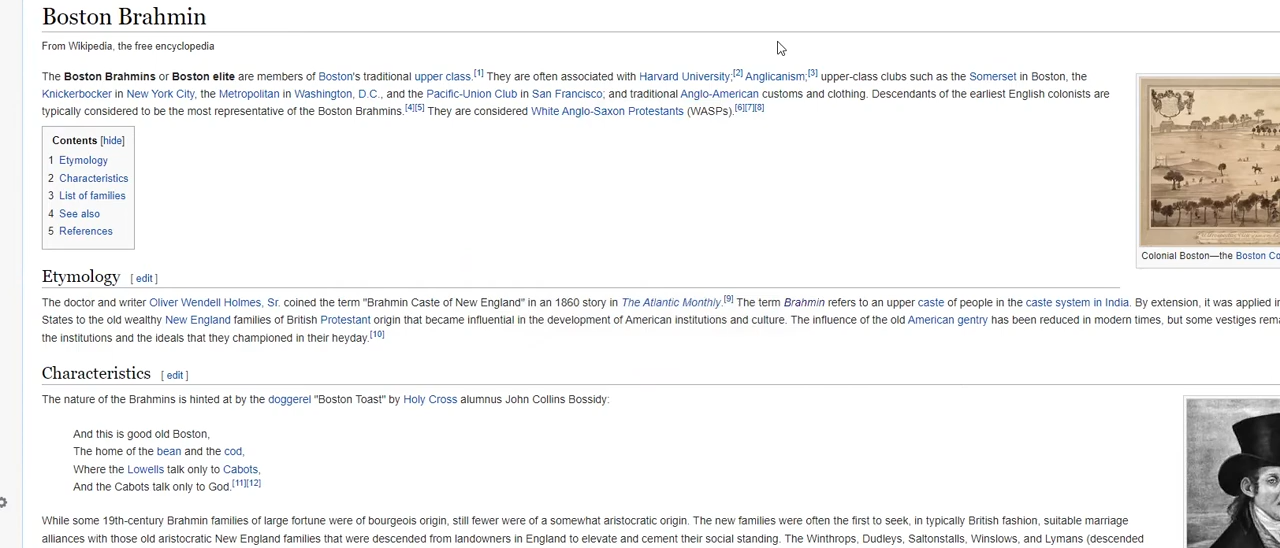 Boston Brahmin
From Wikipedia, the free encyclopedia
The Boston Brahmins or Boston elite are members of Boston's traditional upper class.[1] They are often associated with Harvard University;[2] Anglicanism;[3] upper-class clubs such as the Somerset in Boston, the
Knickerbocker in New York City, the Metropolitan in Washington, D.C., and the Pacific-Union Club in San Francisco; and traditional Anglo-American customs and clothing. Descendants of the earliest English colonists are
typically considered to be the most representative of the Boston Brahmins.[4][5] They are considered White Anglo-Saxon Protestants (WASPs).[6][7][8]
Contents [hide]
1 Etymology
2 Characteristics
3 List of families
4 See also
5 References
Colonial Boston—the Boston Co
Etymology [ edit ]
The doctor and writer Oliver Wendell Holmes, Sr. coined the term "Brahmin Caste of New England" in an 1860 story in The Atlantic Monthly.[9] The term Brahmin refers to an upper caste of people in the caste system in India. By extension, it was applied in
States to the old wealthy New England families of British Protestant origin that became influential in the development of American institutions and culture. The influence of the old American gentry has been reduced in modern times, but some vestiges rema
the institutions and the ideals that they championed in their heyday.[10]
Characteristics [ edit ]
The nature of the Brahmins is hinted at by the doggerel "Boston Toast" by Holy Cross alumnus John Collins Bossidy:
And this is good old Boston,
The home of the bean and the cod,
Where the Lowells talk only to Cabots,
And the Cabots talk only to God.[11][12]
While some 19th-century Brahmin families of large fortune were of bourgeois origin, still fewer were of a somewhat aristocratic origin. The new families were often the first to seek, in typically British fashion, suitable marriage
alliances with those old aristocratic New England families that were descended from landowners in England to elevate and cement their social standing. The Winthrops, Dudleys, Saltonstalls, Winslows, and Lymans (descended